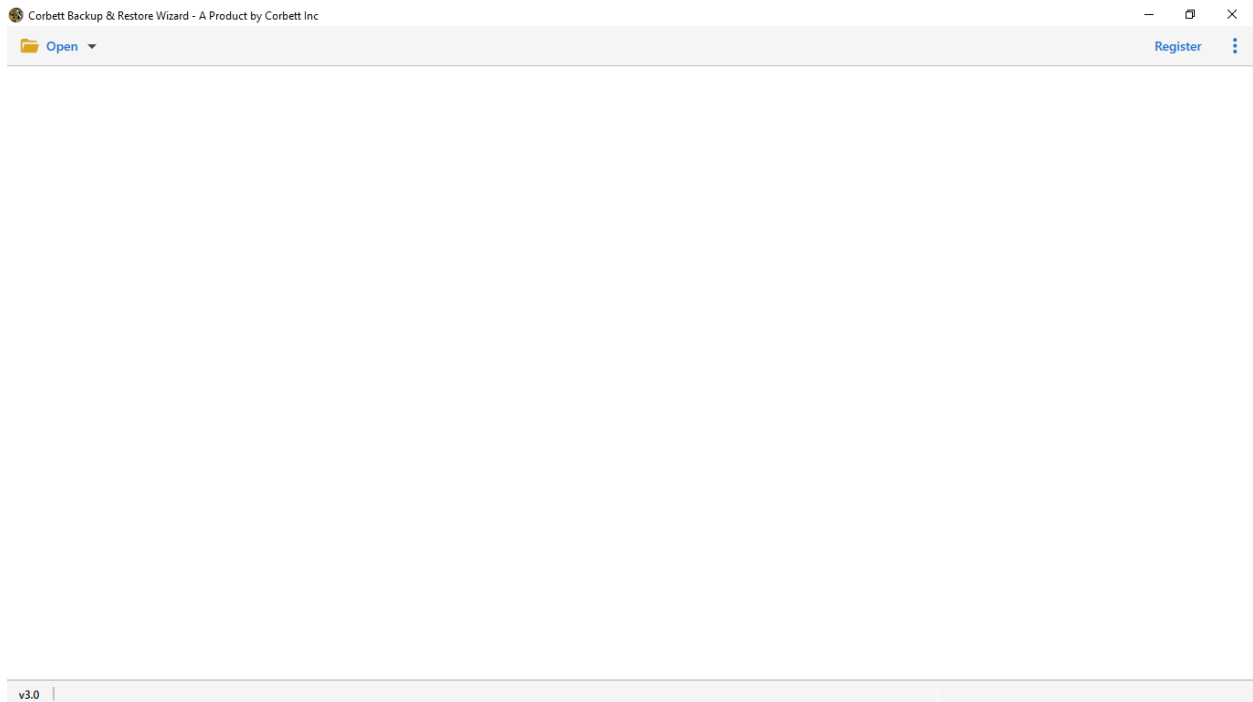 Corbett Backup & Restore Wizard - A Product by Corbett Inc
Open
Register
v3.0